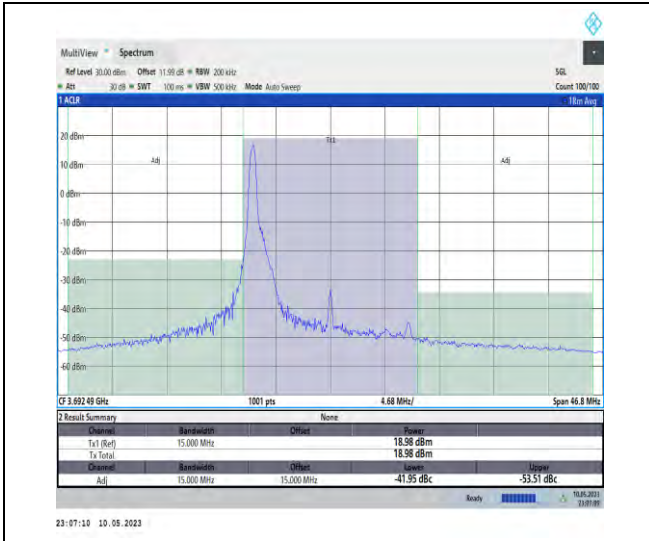 MultiView Spectrum
Ref Level 30.00 dBm Offset 11.99 dB RBW 200 kHz SGL
Att 30 dB SWT 100 ms VBW 500 kHz Mode Auto Sweep Count 100/100
1 ACLR 1Rm Avg
20 dBm
Tx1
Adj
Adj
10 dBm
0 dBm
-10 dBm
-20 dBm
-30 dBm
-40 dBm
-50 dBm
-60 dBm
CF 3.692 49 GHz 1001 pts 4.68 MHz/ Span 46.8 MHz
2 Result Summary None
Channel Bandwidth Offset Power
Tx1 (Ref) 15.000 MHz 18.98 dBm
Tx Total 18.98 dBm
Channel Bandwidth Offset Lower Upper
Adj 15.000 MHz 15.000 MHz -41.95 dBc -53.51 dBc
Ready 10.05.2023
23:07:10 10.05.2023